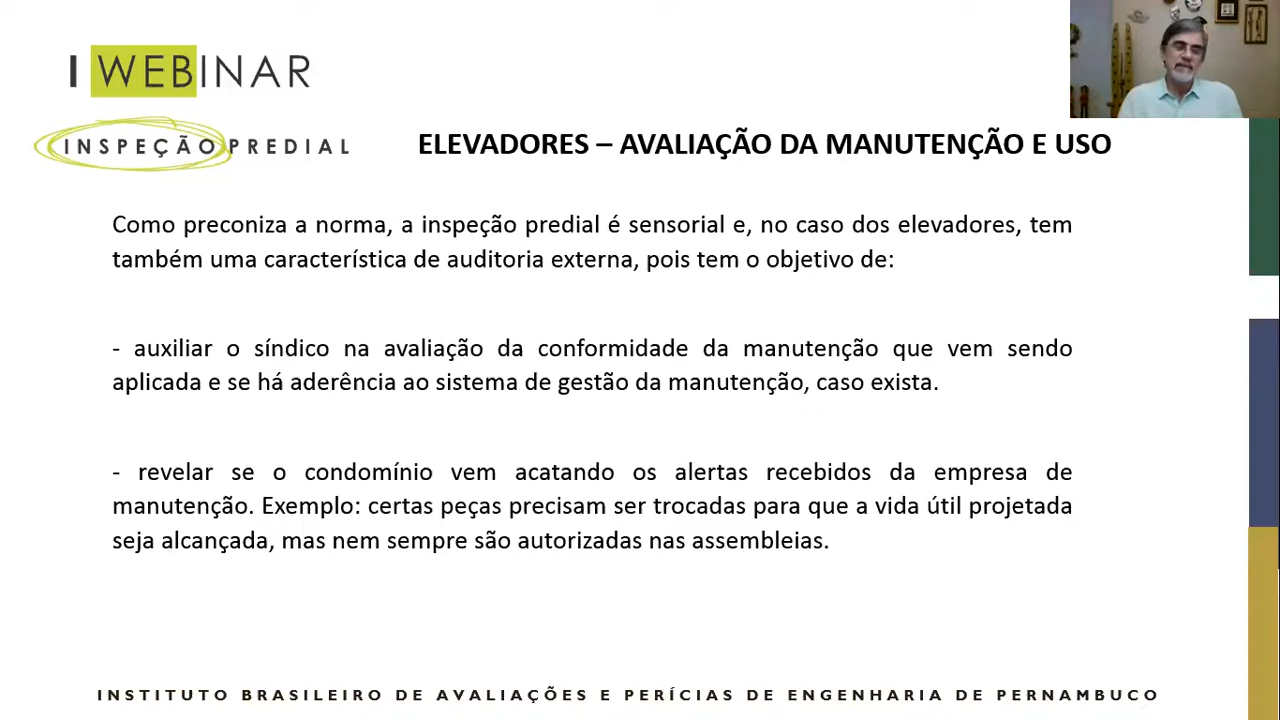 I WEBINAR
INSPEÇÃO PREDIAL
ELEVADORES – AVALIAÇÃO DA MANUTENÇÃO E USO
Como preconiza a norma, a inspeção predial é sensorial e, no caso dos elevadores, tem
também uma característica de auditoria externa, pois tem o objetivo de:
- auxiliar o síndico na avaliação da conformidade da manutenção que vem sendo
aplicada e se há aderência ao sistema de gestão da manutenção, caso exista.
- revelar se o condomínio vem acatando os alertas recebidos da empresa de
manutenção. Exemplo: certas peças precisam ser trocadas para que a vida útil projetada
seja alcançada, mas nem sempre são autorizadas nas assembleias.
INSTITUTO BRASILEIRO DE AVALIAÇÕES E PERÍCIAS DE ENGENHARIA DE PERNAMBUCO